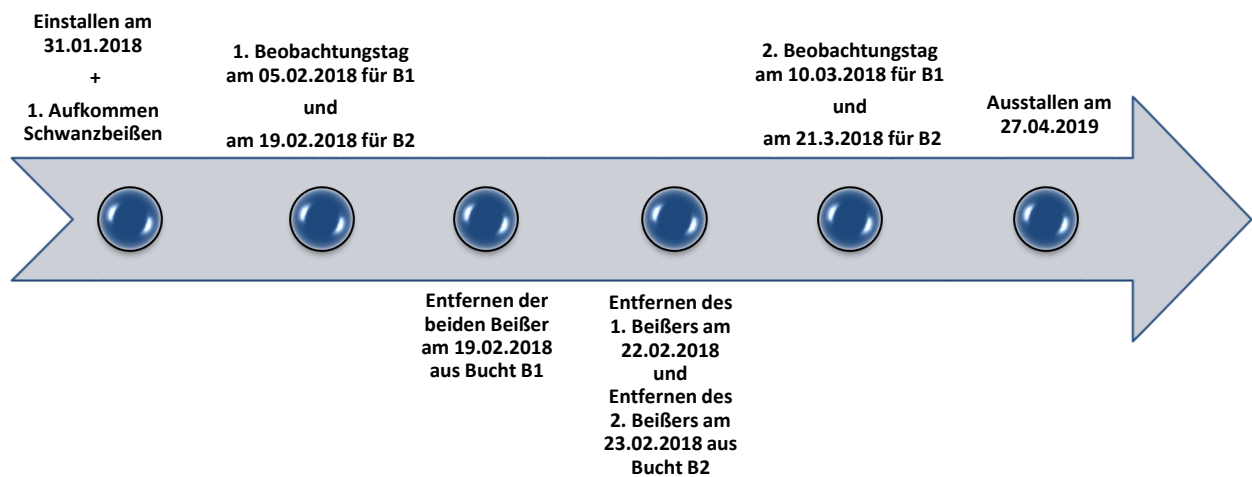 Einstallen am
31.01.2018
+
1. Aufkommen
Schwanzbeißen
1. Beobachtungstag
am 05.02.2018 für B1
und
am 19.02.2018 für B2
Entfernen der
beiden Beißer
am 19.02.2018
aus Bucht B1
Entfernen des
1. Beißers am
22.02.2018
und
Entfernen des
2. Beißers am
23.02.2018 aus
Bucht B2
2. Beobachtungstag
am 10.03.2018 für B1
und
am 21.3.2018 für B2
Ausstallen am
27.04.2019